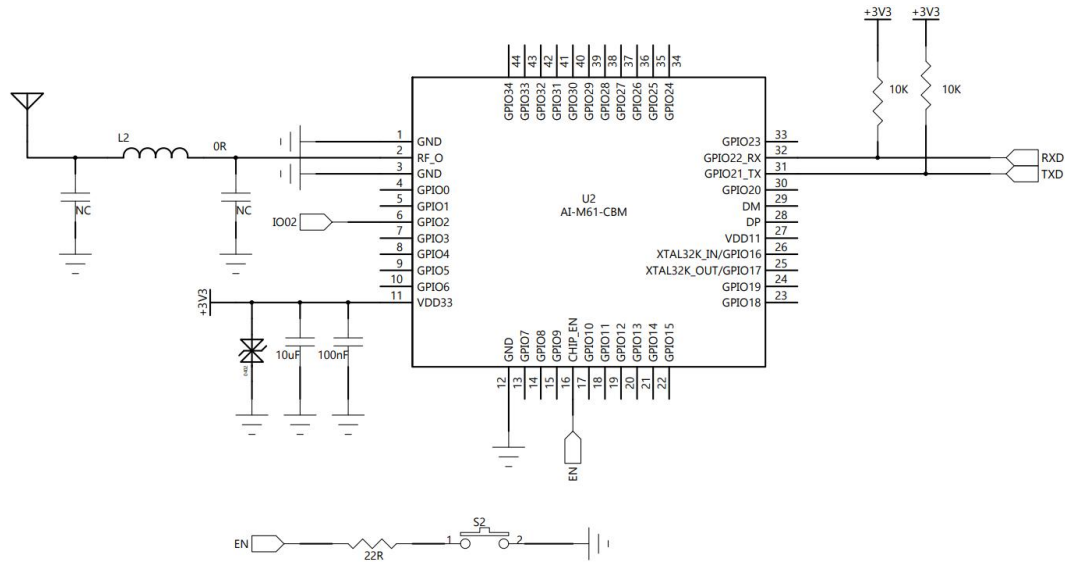 +3V3 +3V3
10K 10K
44 43 42 41 40 39 38 37 36 35 34
GPIO34 GPIO33 GPIO32 GPIO31 GPIO30 GPIO29 GPIO28 GPIO27 GPIO26 GPIO25 GPIO24
L2 0R
NC NC
1 GND
2 RF_O
3 GND
4 GPIO0
5 GPIO1
6 GPIO2
7 GPIO3
8 GPIO4
9 GPIO5
10 GPIO6
11 VDD33
IO02
U2
AI-M61-CBM
GPIO23 33
GPIO22_RX 32
GPIO21_TX 31
GPIO20 30
DM 29
DP 28
VDD11 27
XTAL32K_IN/GPIO16 26
XTAL32K_OUT/GPIO17 25
GPIO19 24
GPIO18 23
RXD
TXD
+3V3
10uF 100nF
GND GPIO7 GPIO8 GPIO9 CHIP_EN GPIO10 GPIO11 GPIO12 GPIO13 GPIO14 GPIO15
12 13 14 15 16 17 18 19 20 21 22
EN
S2
EN 1 2
22R